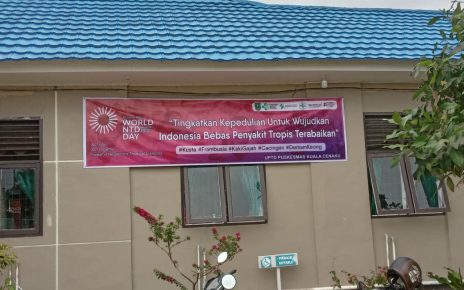 WORLD
NTD
DAY
"Tingkatkan Kepedulian Untuk Wujudkan
Indonesia Bebas Penyakit Tropis Terabaikan"
#Kusta #Frambusia #KakiGajah #Cacingan #DemamKeong
UPTD PUSKESMAS KUALA CENAKU